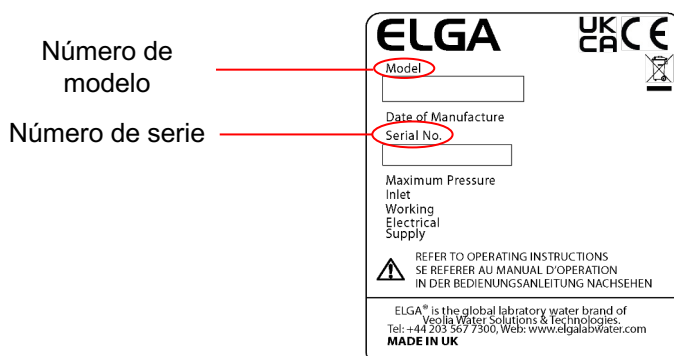 Número de
modelo
Número de serie
ELGA
UK
CA CE
Model
Date of Manufacture
Serial No.
Maximum Pressure
Inlet
Working
Electrical
Supply
REFER TO OPERATING INSTRUCTIONS
SE REFERER AU MANUAL D'OPERATION
IN DER BEDIENUNGSANLEITUNG NACHSEHEN
ELGA® is the global labratory water brand of
Veolia Water Solutions & Technologies.
Tel: +44 203 567 7300, Web: www.elgalabwater.com
MADE IN UK